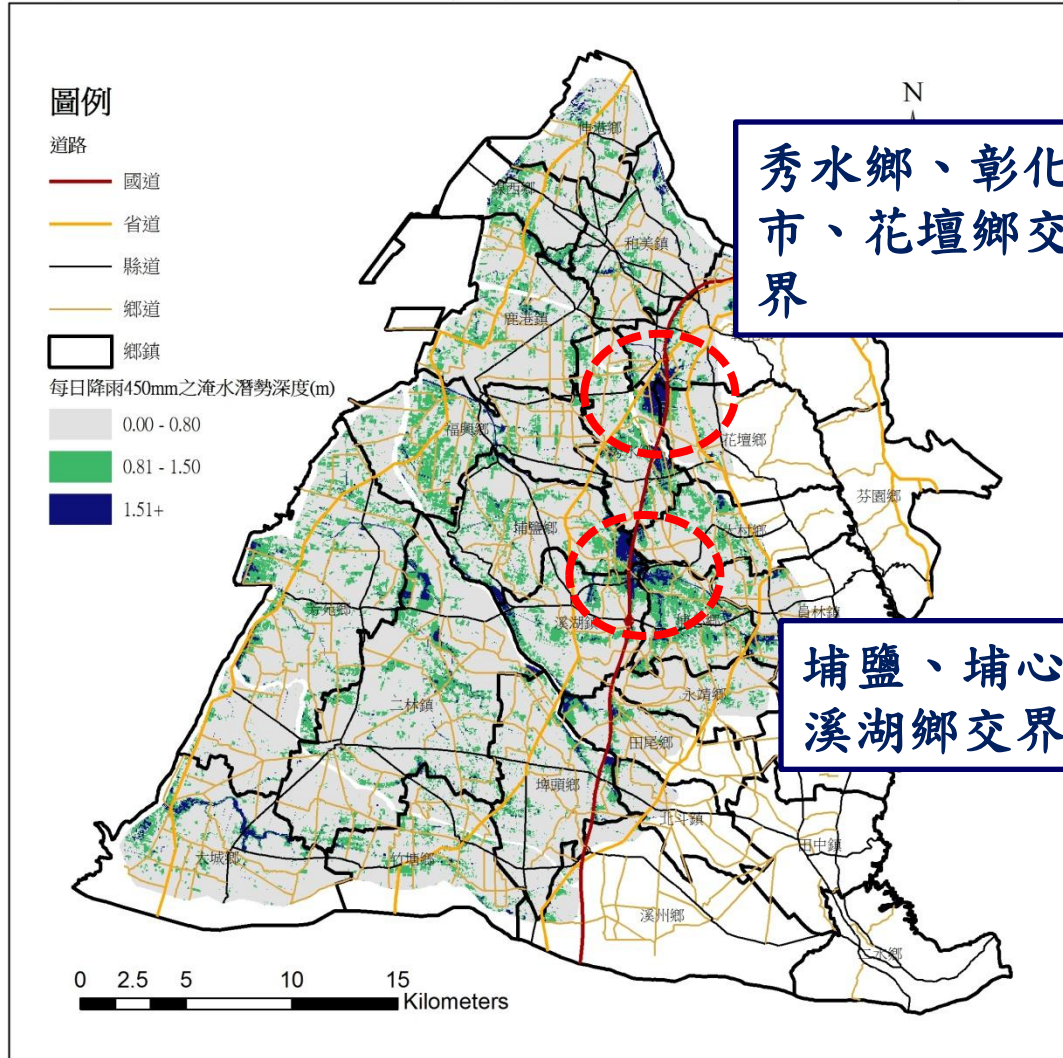 圖例
道路
國道
省道
縣道
鄉道
鄉鎮
每日降雨450mm之淹水潛勢深度(m)
0.00 - 0.80
0.81 - 1.50
1.51+
N
秀水鄉、彰化
市、花壇鄉交
界
伸港鄉
線西鄉
和美鎮
鹿港鎮
福興鄉
花壇鄉
芬園鄉
埔鹽鄉
大村鄉
芳苑鄉
溪湖鎮
員林鎮
埔鹽、埔心
溪湖鄉交界
二林鎮
永靖鄉
田尾鄉
埤頭鄉
北斗鎮
田中鎮
大城鄉
竹塘鄉
溪州鄉
二水鄉
0 2.5 5 10 15
Kilometers